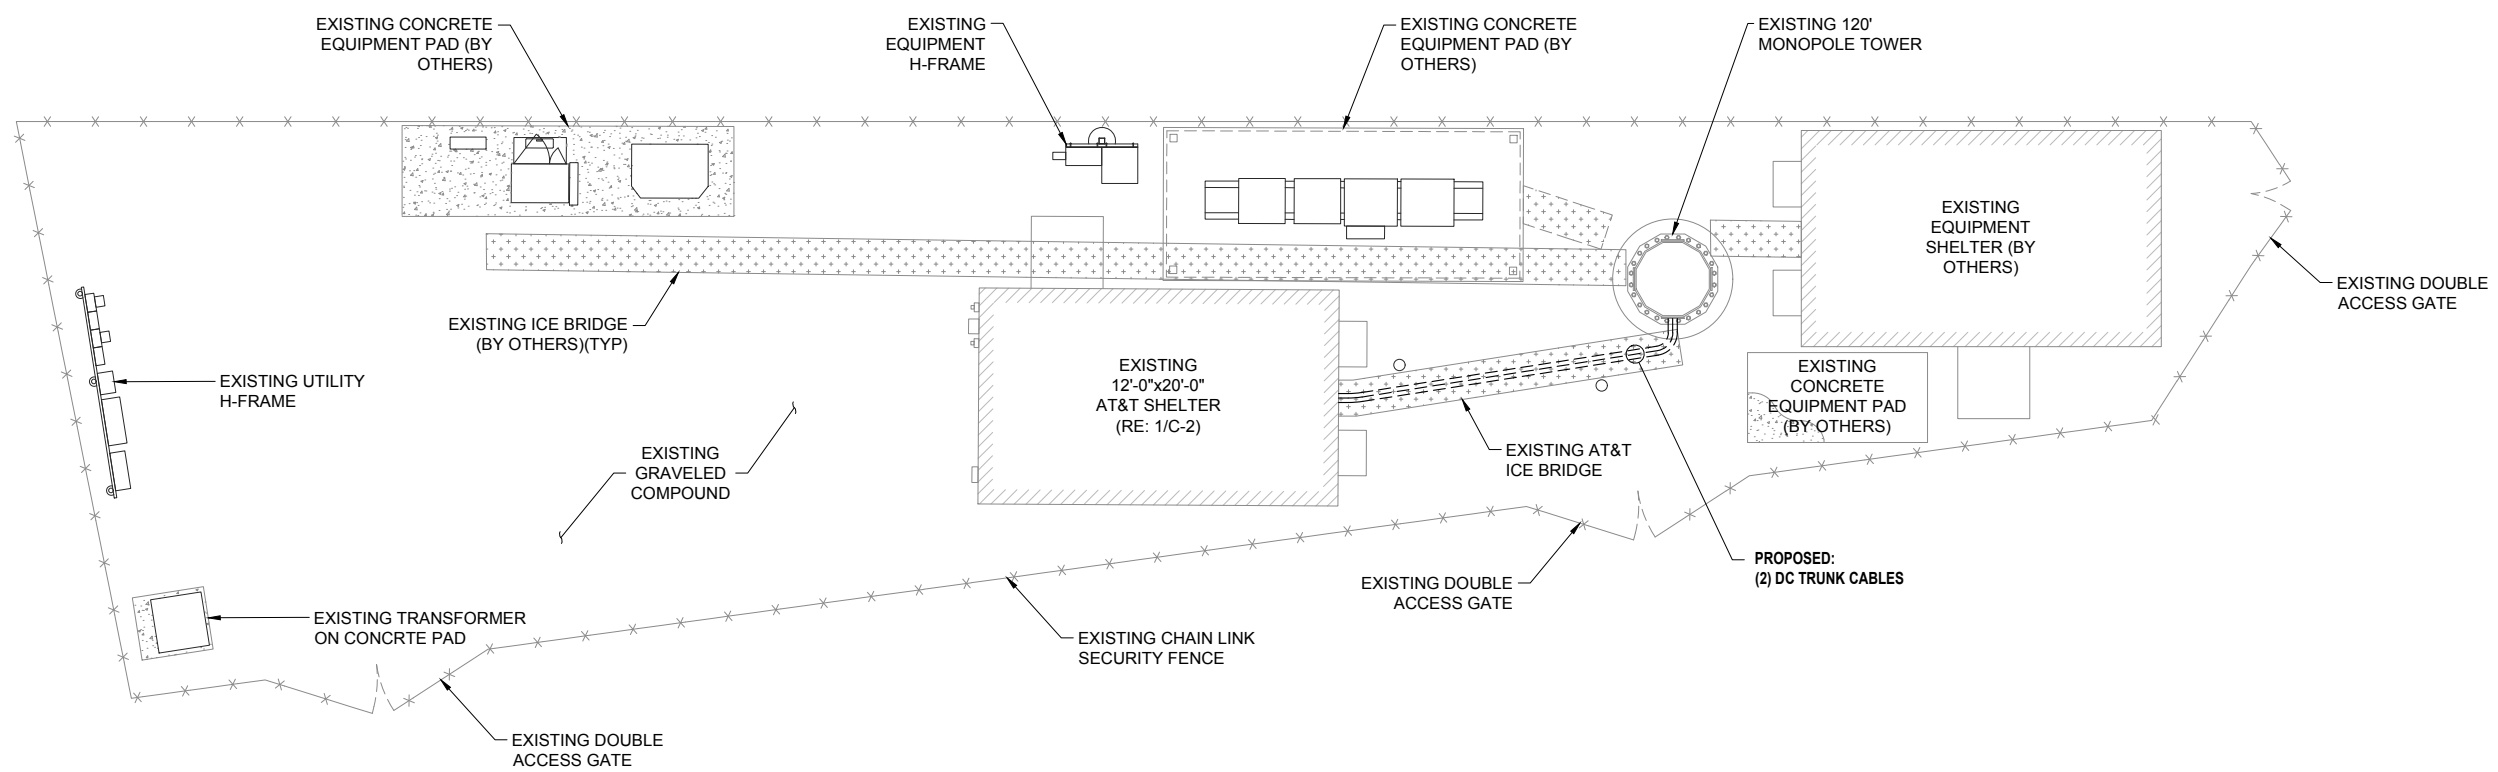 EXISTING CONCRETE
EQUIPMENT PAD (BY
OTHERS)
EXISTING
EQUIPMENT
H-FRAME
EXISTING CONCRETE
EQUIPMENT PAD (BY
OTHERS)
EXISTING 120'
MONOPOLE TOWER
EXISTING
EQUIPMENT
SHELTER (BY
OTHERS)
EXISTING DOUBLE
ACCESS GATE
EXISTING ICE BRIDGE
(BY OTHERS)(TYP)
EXISTING UTILITY
H-FRAME
EXISTING
12'-0"x20'-0"
AT&T SHELTER
(RE: 1/C-2)
EXISTING
CONCRETE
EQUIPMENT PAD
(BY OTHERS)
EXISTING
GRAVELED
COMPOUND
EXISTING AT&T
ICE BRIDGE
PROPOSED:
(2) DC TRUNK CABLES
EXISTING DOUBLE
ACCESS GATE
EXISTING TRANSFORMER
ON CONCRTE PAD
EXISTING CHAIN LINK
SECURITY FENCE
EXISTING DOUBLE
ACCESS GATE